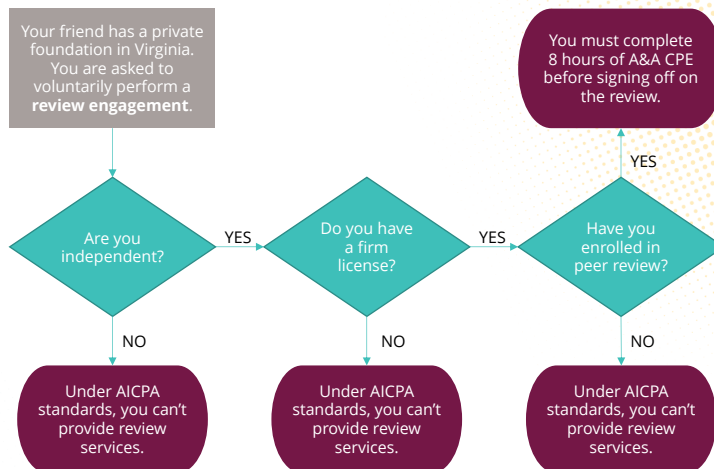 Your friend has a private
foundation in Virginia.
You are asked to
voluntarily perform a
review engagement.
You must complete
8 hours of A&A CPE
before signing off on
the review.
YES
Are you
independent?
YES
Do you have
a firm
license?
YES
Have you
enrolled in
peer review?
NO
NO
NO
Under AICPA
standards, you can’t
provide review
services.
Under AICPA
standards, you can’t
provide review
services.
Under AICPA
standards, you can’t
provide review
services.